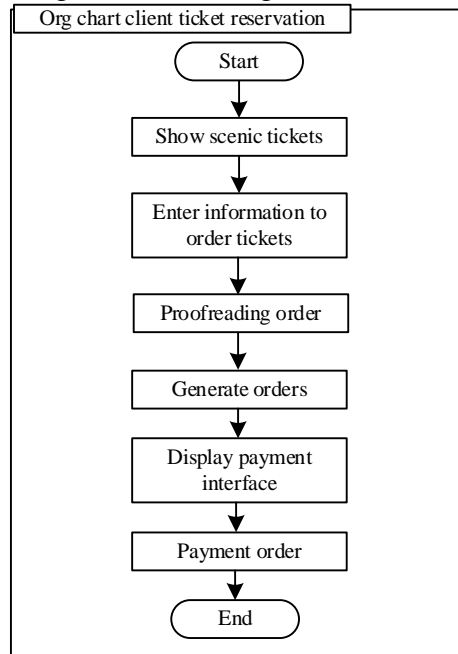 Org chart client ticket reservation
Start
Show scenic tickets
Enter information to
order tickets
Proofreading order
Generate orders
Display payment
interface
Payment order
End